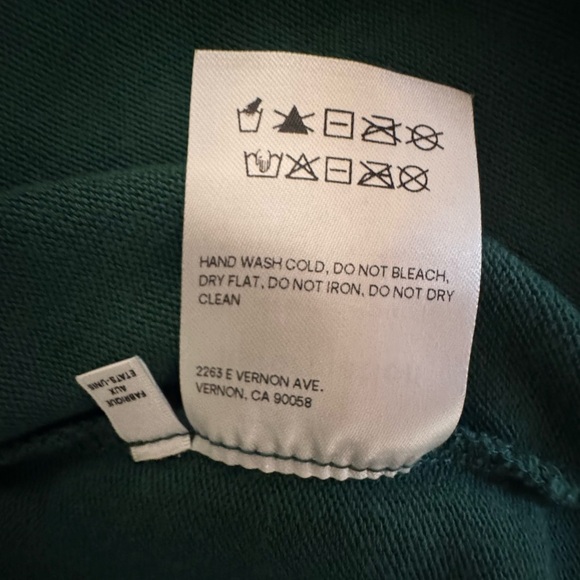 HAND WASH COLD, DO NOT BLEACH,
DRY FLAT, DO NOT IRON, DO NOT DRY
CLEAN
2263 E VERNON AVE.
VERNON, CA 90058
FABRIQUÉ
AUX
ÉTATS-UNIS